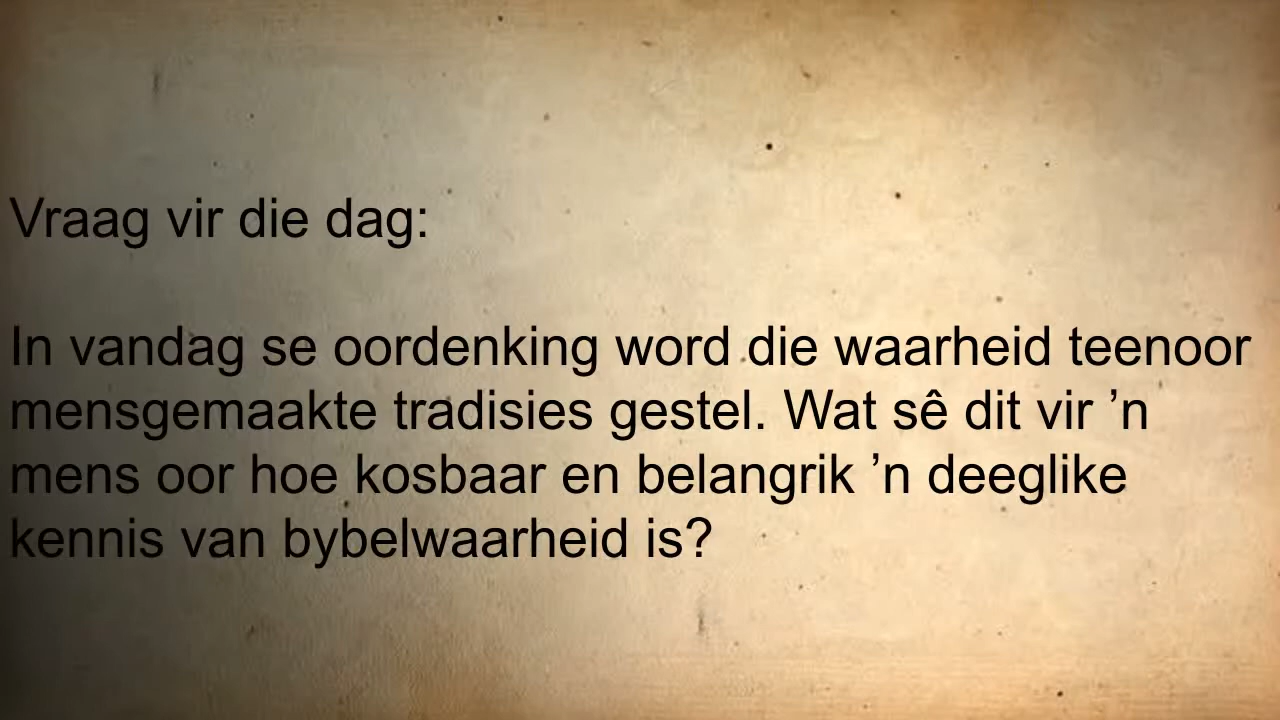 Vraag vir die dag:
In vandag se oordenking word die waarheid teenoor
mensgemaakte tradisies gestel. Wat sê dit vir ’n
mens oor hoe kosbaar en belangrik ’n deeglike
kennis van bybelwaarheid is?